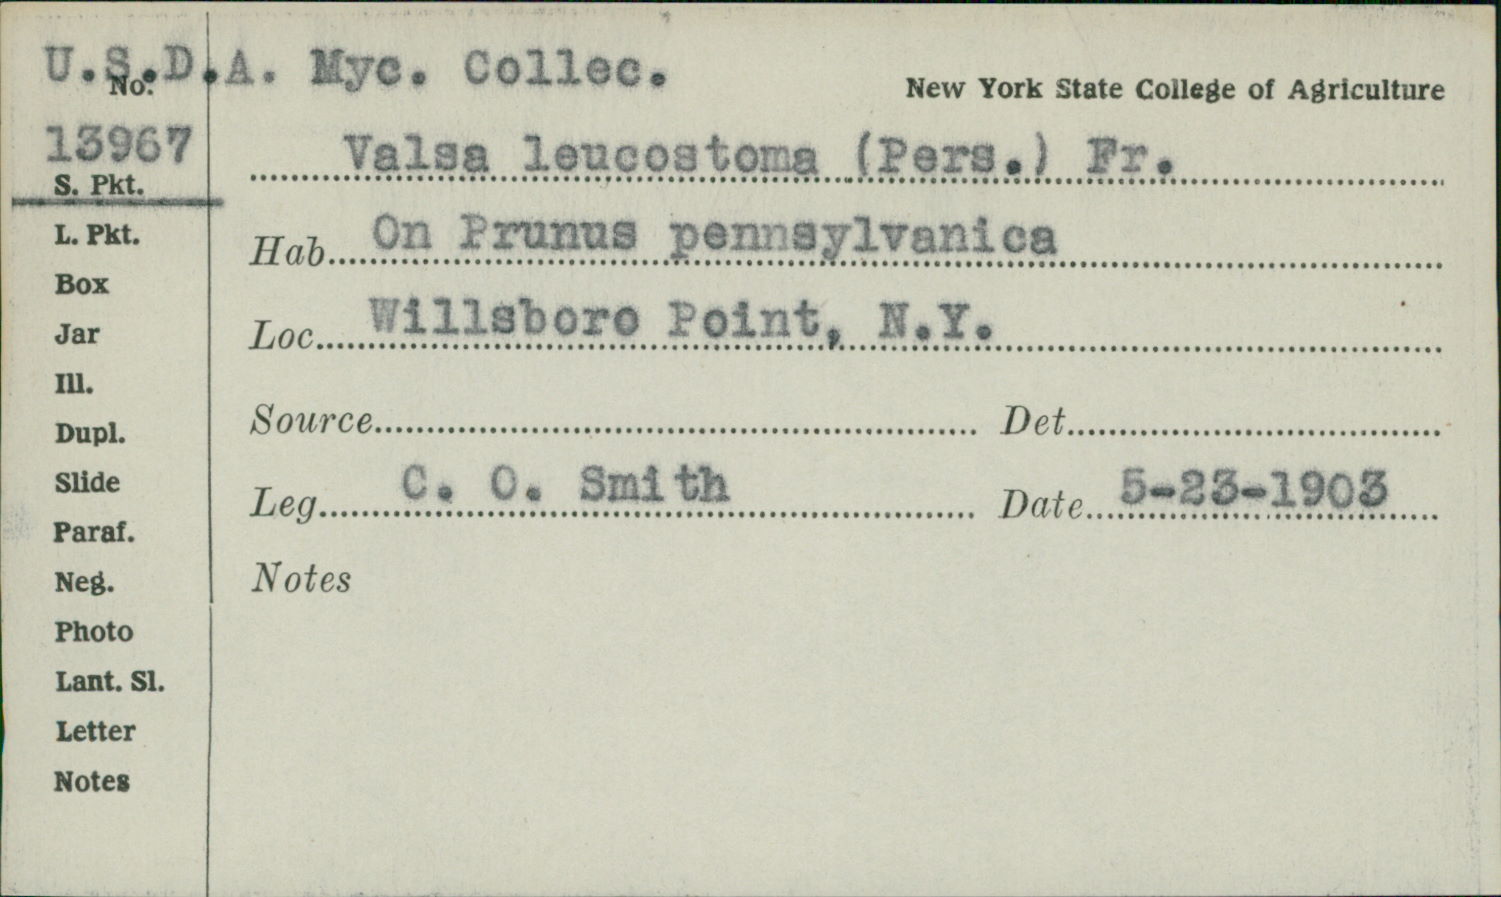 U.S.D.A. Myc. Collec.
No. New York State College of Agriculture
13967 Valsa leucostoma (Pers.) Fr.
S. Pkt.
L. Pkt. Hab. On Prunus pennsylvanica
Box
Jar Loc. Willsboro Point, N.Y.
Ill.
Dupl. Source Det.
Slide Leg. C. O. Smith Date 5-23-1903
Paraf.
Neg. Notes
Photo
Lant. Sl.
Letter
Notes